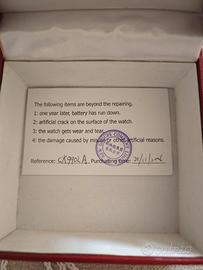 The following items are beyond the repairing.
1: one year later, battery has run down.
2: artificial crack on the surface of the watch.
3: the watch gets wear and tear.
4: the damage caused by misuse or other artificial reasons.
Reference: Purchasing time: